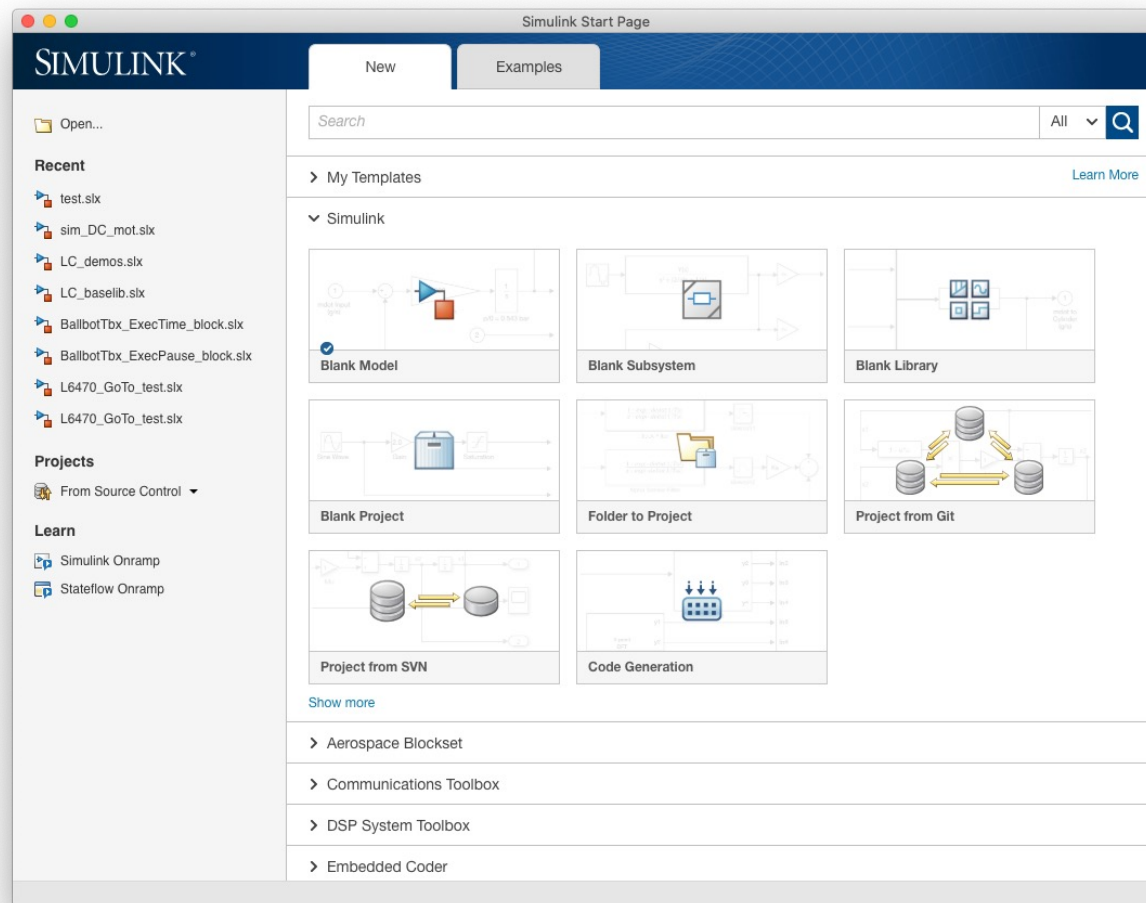 Simulink Start Page
SIMULINK®
New
Examples
Open...
Recent
test.slx
sim_DC_mot.slx
LC_demos.slx
LC_baselib.slx
BallbotTbx_ExecTime_block.slx
BallbotTbx_ExecPause_block.slx
L6470_GoTo_test.slx
L6470_GoTo_test.slx
Projects
From Source Control
Learn
Simulink Onramp
Stateflow Onramp
Search
All
My Templates
Learn More
Simulink
Blank Model
Blank Subsystem
Blank Library
Blank Project
Folder to Project
Project from Git
Project from SVN
Code Generation
Show more
Aerospace Blockset
Communications Toolbox
DSP System Toolbox
Embedded Coder